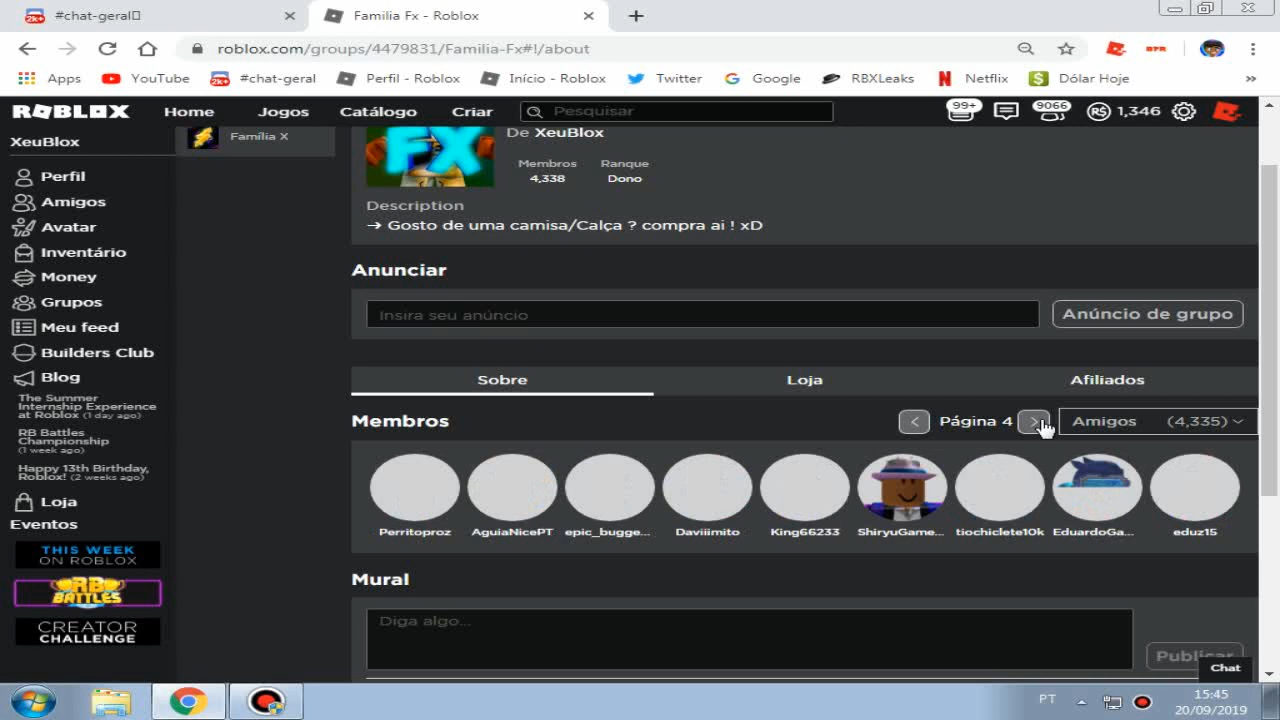 #chat-geral
Familia Fx - Roblox
roblox.com/groups/4479831/Familia-Fx#!/about
Apps
YouTube
#chat-geral
Perfil - Roblox
Início - Roblox
Twitter
Google
RBXLeaks
Netflix
Dólar Hoje
ROBLOX
Home
Jogos
Catálogo
Criar
Pesquisar
99+
9066
1,346
XeuBlox
Perfil
Amigos
Avatar
Inventário
Money
Grupos
Meu feed
Builders Club
Blog
The Summer
Internship Experience
at Roblox (1 day ago)
RB Battles
Championship
(1 week ago)
Happy 13th Birthday,
Roblox! (2 weeks ago)
Loja
Eventos
THIS WEEK
ON ROBLOX
RB
BATTLES
CREATOR
CHALLENGE
Família X
FX
De XeuBlox
Membros
Ranque
4,338
Dono
Description
→ Gosto de uma camisa/Calça ? compra ai ! xD
Anunciar
Insira seu anúncio
Anúncio de grupo
Sobre
Loja
Afiliados
Membros
Página 4
Amigos (4,335)
Perritoproz
AguiaNicePT
epic_bugge...
Daviiimito
King66233
ShiryuGame...
tiochiclete10k
EduardoGa...
eduz15
Mural
Diga algo...
Publicar
Chat
PT
15:45
20/09/2019